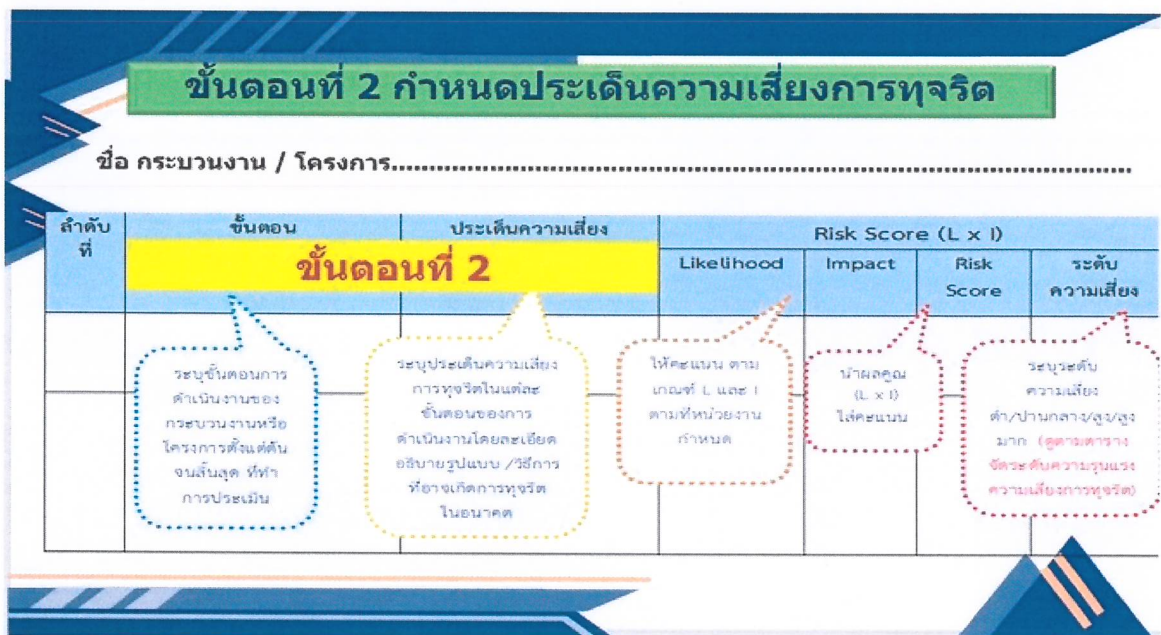 ขั้นตอนที่ 2 กำหนดประเด็นความเสี่ยงการทุจริต
ชื่อ กระบวนงาน / โครงการ....................................................................................................
ลำดับ
ที่
ขั้นตอน
ประเด็นความเสี่ยง
ขั้นตอนที่ 2
Risk Score (L x I)
Likelihood
Impact
Risk
Score
ระดับ
ความเสี่ยง
ระบุขั้นตอนการ
ดำเนินงานของ
กระบวนงานหรือ
โครงการตั้งแต่ต้น
จนสิ้นสุด ที่ทำ
การประเมิน
ระบุประเด็นความเสี่ยง
การทุจริตในแต่ละ
ขั้นตอนของการ
ดำเนินงานโดยละเอียด
อธิบายรูปแบบ /วิธีการ
ที่อาจเกิดการทุจริต
ในอนาคต
ให้คะแนน ตาม
เกณฑ์ L และ I
ตามที่หน่วยงาน
กำหนด
นำผลคูณ
(L x I)
ใส่คะแนน
ระบุระดับ
ความเสี่ยง
ต่ำ/ปานกลาง/สูง/สูง
มาก (ดูตามตาราง
จัดระดับความรุนแรง
ความเสี่ยงการทุจริต)